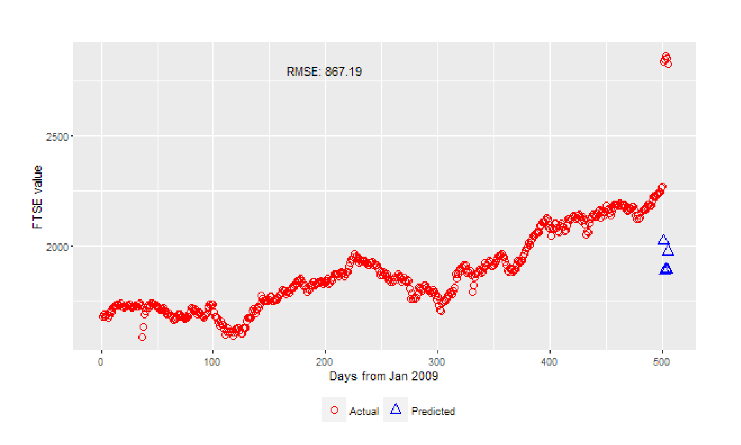 RMSE: 867.19
FTSE value
2500
2000
0 100 200 300 400 500
Days from Jan 2009
Actual Predicted